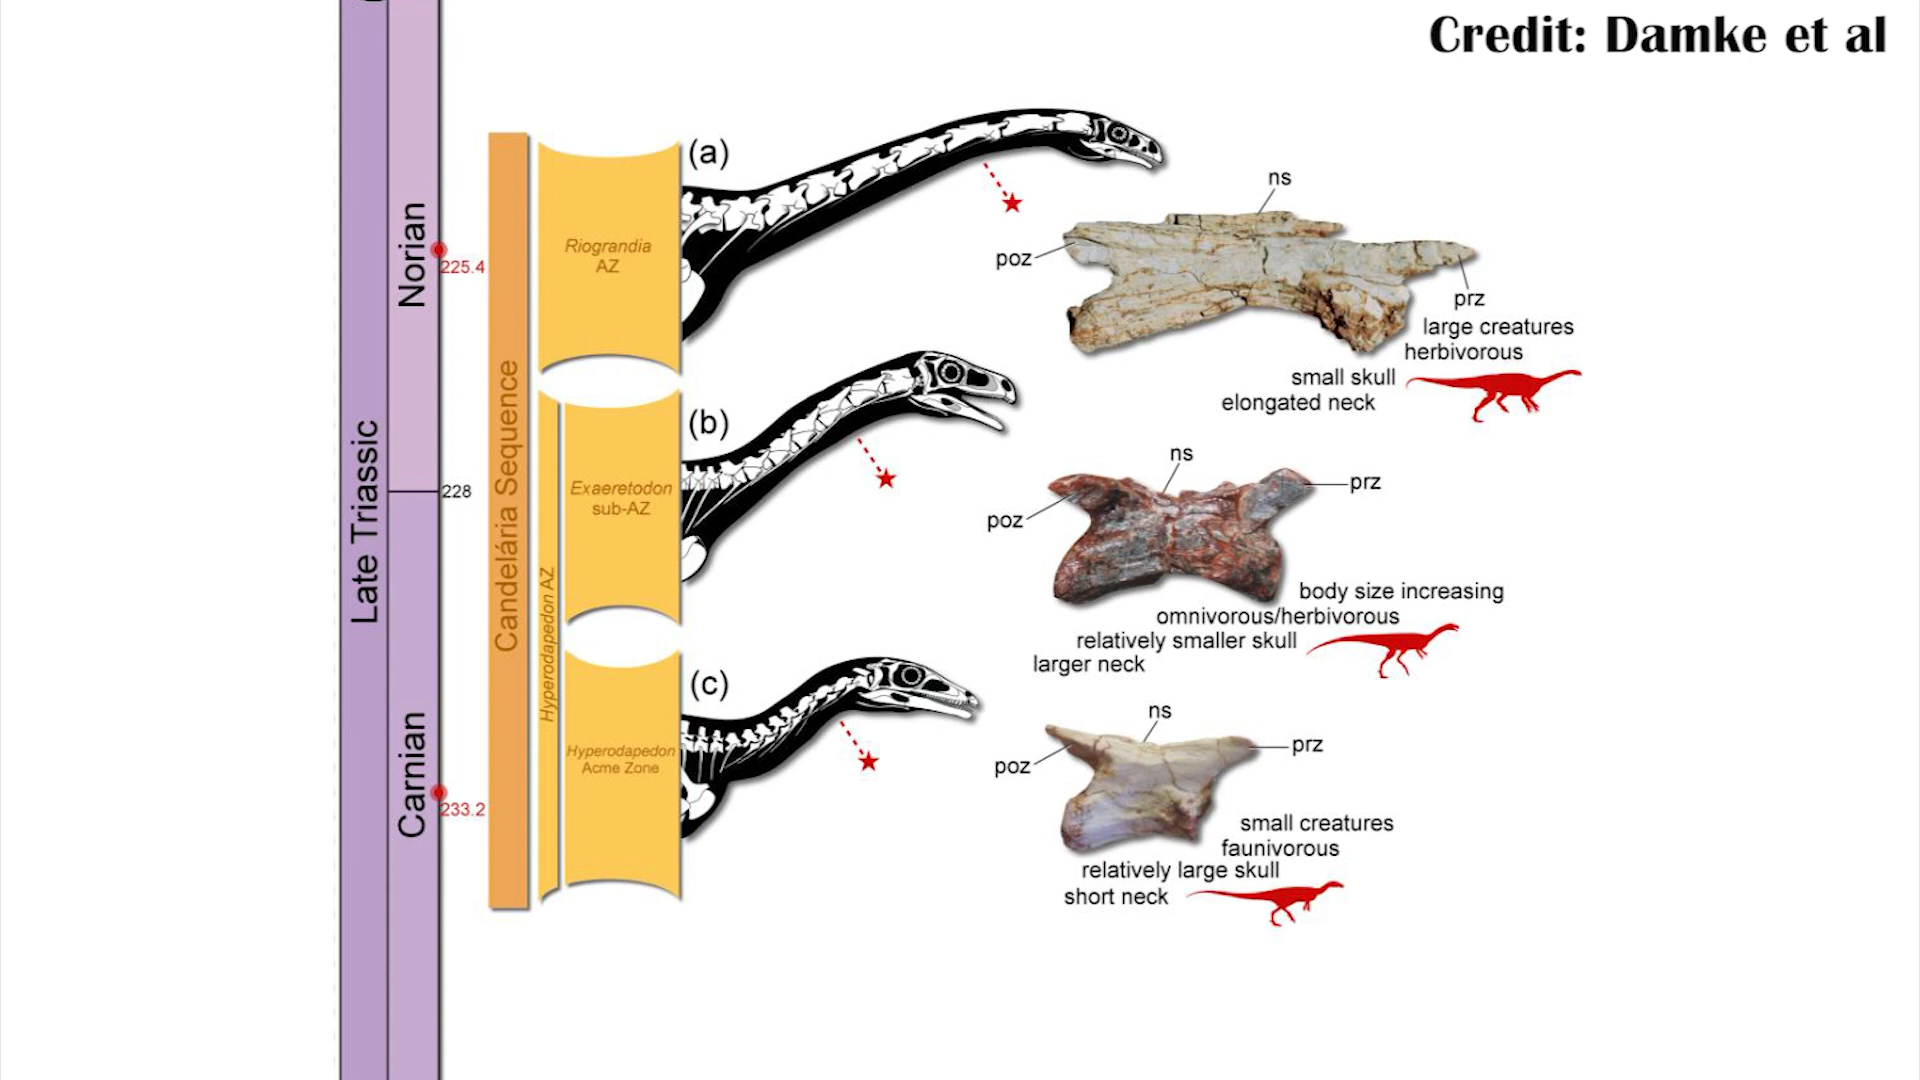 Credit: Damke et al
Late Triassic
Norian
Carnian
225.4
228
233.2
Candelária Sequence
Hyperodapedon AZ
Riograndia
AZ
Exaeretodon
sub-AZ
Hyperodapedon
Acme Zone
(a)
ns
poz
prz
large creatures
herbivorous
small skull
elongated neck
(b)
ns
prz
poz
body size increasing
omnivorous/herbivorous
relatively smaller skull
larger neck
(c)
ns
prz
poz
small creatures
faunivorous
relatively large skull
short neck